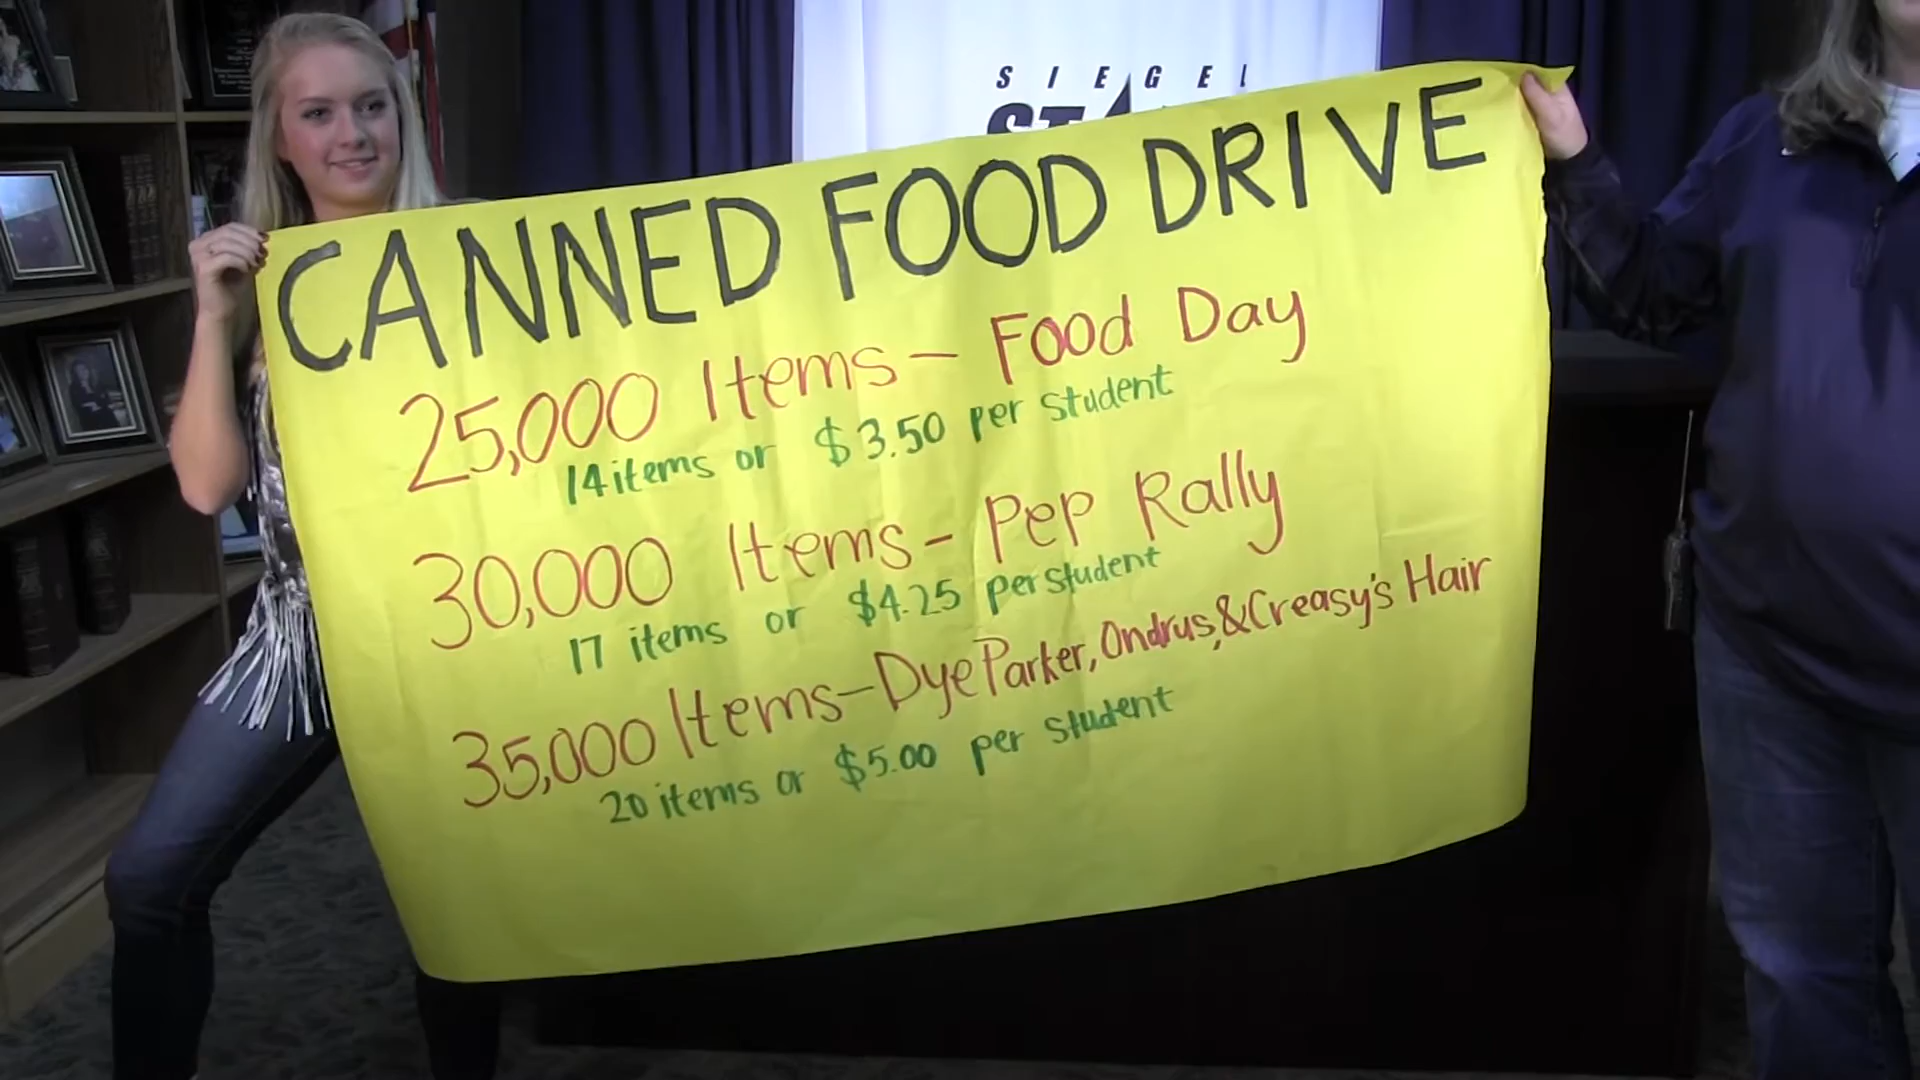 SIEGEL
CANNED FOOD DRIVE
25,000 Items - Food Day
14 items or $3.50 per student
30,000 Items - Pep Rally
17 items or $4.25 per student
35,000 Items - Dye Parker, Ondrus, & Creasy's Hair
20 items or $5.00 per student